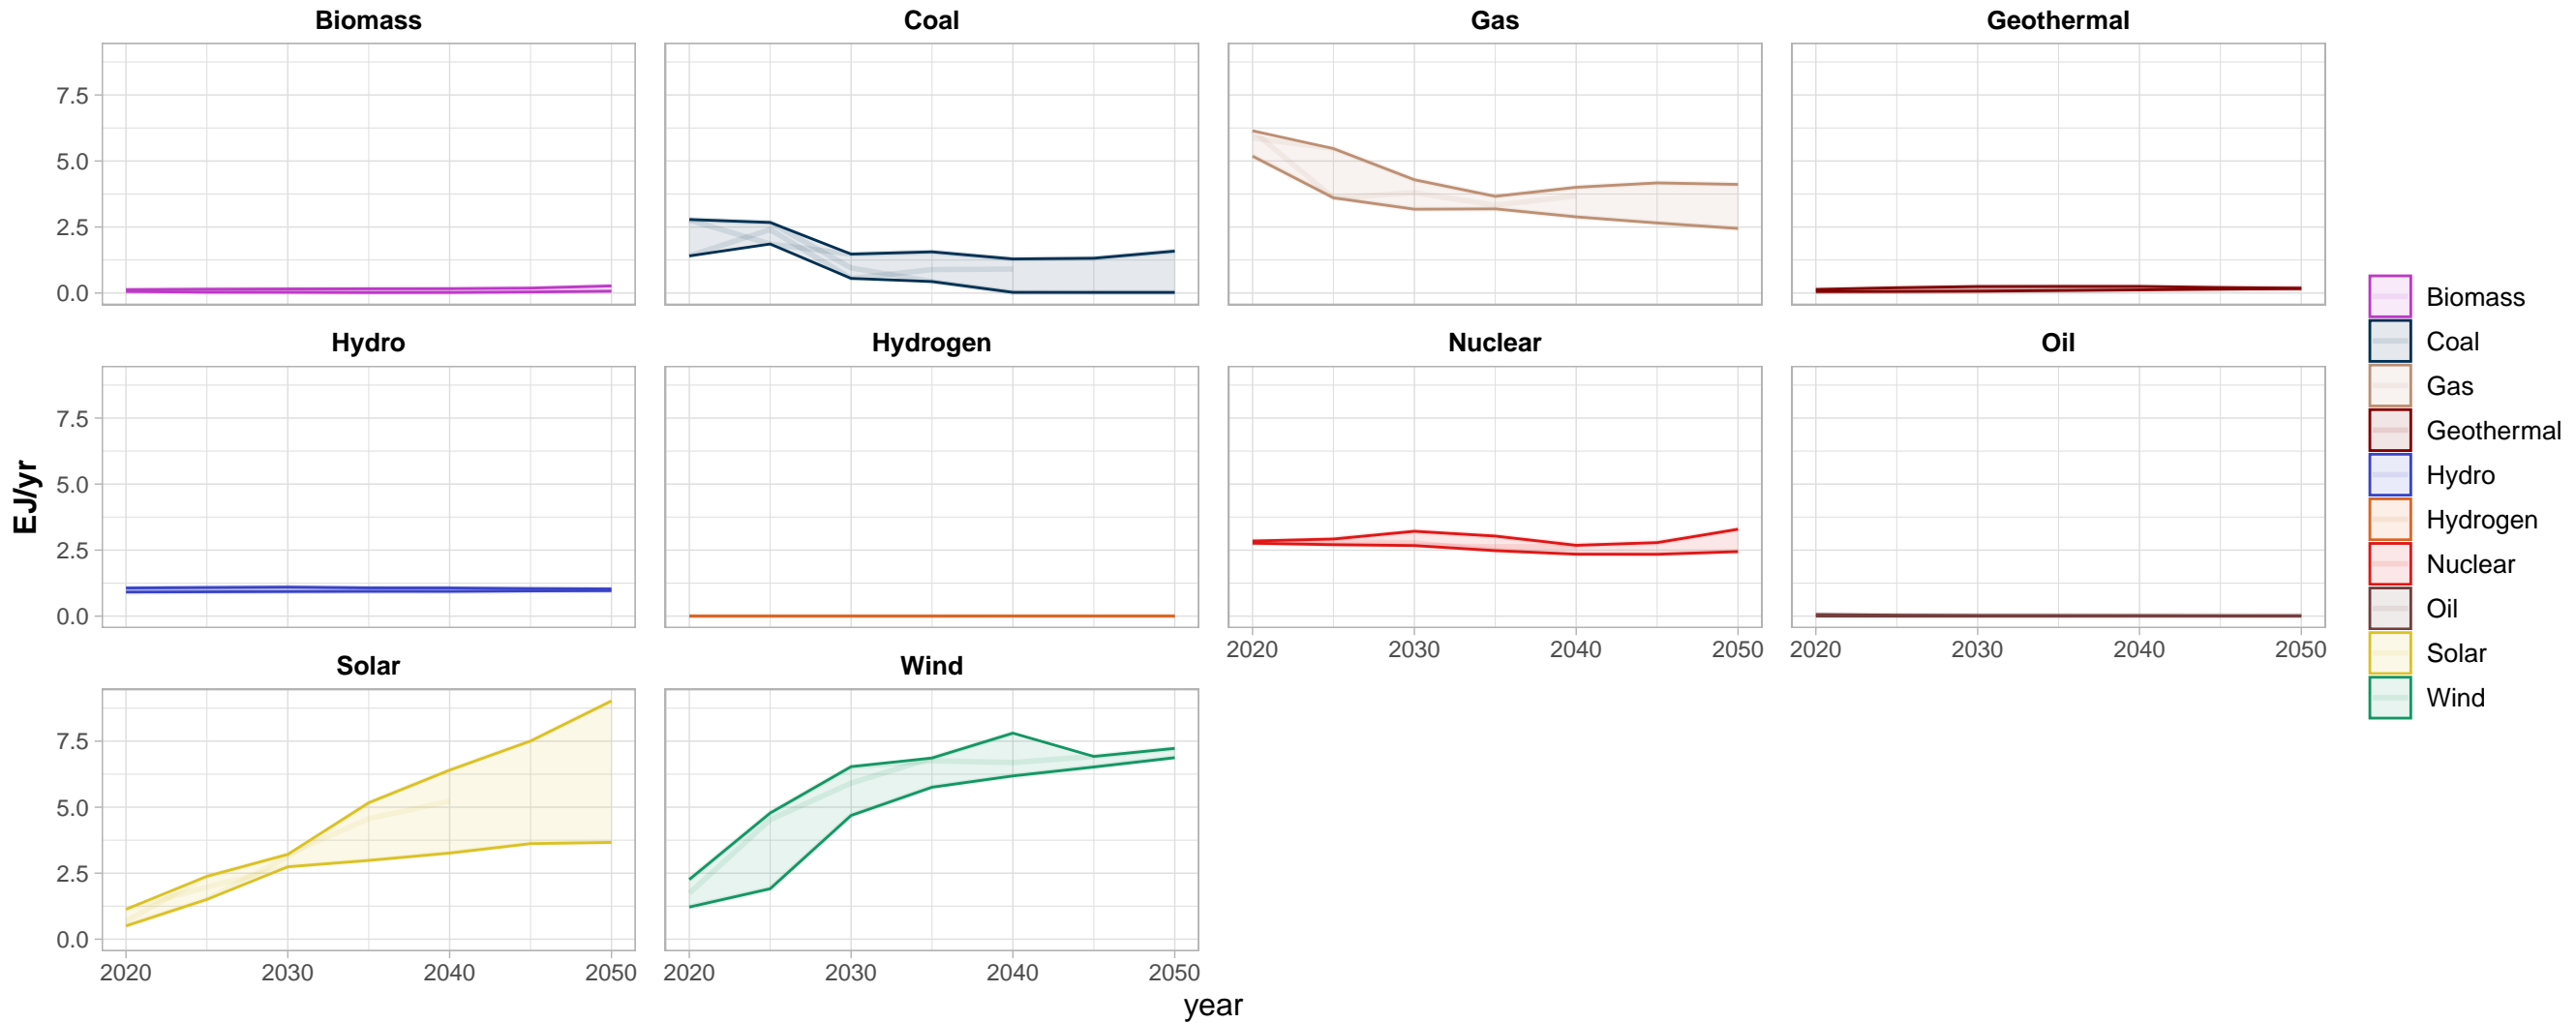 Biomass
Coal
Gas
Geothermal
7.5
5.0
2.5
0.0
Hydro
Hydrogen
Nuclear
Oil
7.5
5.0
2.5
0.0
2020 2030 2040 2050
2020 2030 2040 2050
Solar
Wind
7.5
5.0
2.5
0.0
2020 2030 2040 2050
2020 2030 2040 2050
EJ/yr
year
Biomass
Coal
Gas
Geothermal
Hydro
Hydrogen
Nuclear
Oil
Solar
Wind